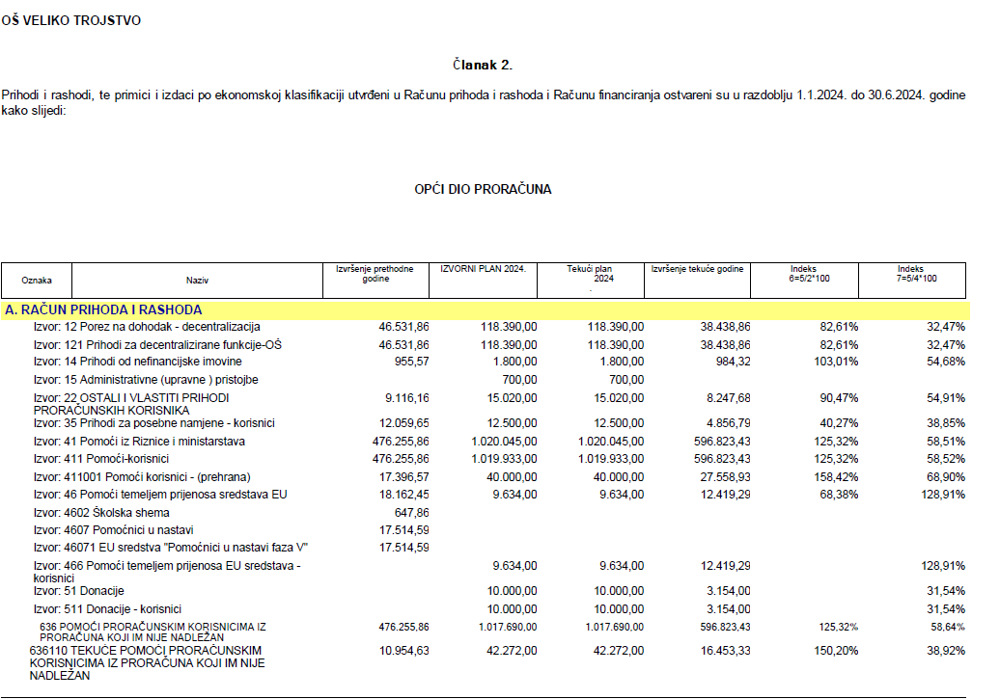 OŠ VELIKO TROJSTVO
Članak 2.
Prihodi i rashodi, te primici i izdaci po ekonomskoj klasifikaciji utvrđeni u Računu prihoda i rashoda i Računu financiranja ostvareni su u razdoblju 1.1.2024. do 30.6.2024. godine
kako slijedi:
OPĆI DIO PRORAČUNA
Oznaka Naziv Izvršenje prethodne godine IZVORNI PLAN 2024. Tekući plan 2024 . Izvršenje tekuće godine Indeks 6=5/2*100 Indeks 7=5/4*100
A. RAČUN PRIHODA I RASHODA
Izvor: 12 Porez na dohodak - decentralizacija 46.531,86 118.390,00 118.390,00 38.438,86 82,61% 32,47%
Izvor: 121 Prihodi za decentralizirane funkcije-OŠ 46.531,86 118.390,00 118.390,00 38.438,86 82,61% 32,47%
Izvor: 14 Prihodi od nefinancijske imovine 955,57 1.800,00 1.800,00 984,32 103,01% 54,68%
Izvor: 15 Administrativne (upravne ) pristojbe 700,00 700,00
Izvor: 22 OSTALI I VLASTITI PRIHODI 9.116,16 15.020,00 15.020,00 8.247,68 90,47% 54,91%
PRORAČUNSKIH KORISNIKA
Izvor: 35 Prihodi za posebne namjene - korisnici 12.059,65 12.500,00 12.500,00 4.856,79 40,27% 38,85%
Izvor: 41 Pomoći iz Riznice i ministarstava 476.255,86 1.020.045,00 1.020.045,00 596.823,43 125,32% 58,51%
Izvor: 411 Pomoći-korisnici 476.255,86 1.019.933,00 1.019.933,00 596.823,43 125,32% 58,52%
Izvor: 411001 Pomoći korisnici - (prehrana) 17.396,57 40.000,00 40.000,00 27.558,93 158,42% 68,90%
Izvor: 46 Pomoći temeljem prijenosa sredstava EU 18.162,45 9.634,00 9.634,00 12.419,29 68,38% 128,91%
Izvor: 4602 Školska shema 647,86
Izvor: 4607 Pomoćnici u nastavi 17.514,59
Izvor: 46071 EU sredstva "Pomoćnici u nastavi faza V" 17.514,59
Izvor: 466 Pomoći temeljem prijenosa EU sredstava - 9.634,00 9.634,00 12.419,29 128,91%
korisnici
Izvor: 51 Donacije 10.000,00 10.000,00 3.154,00 31,54%
Izvor: 511 Donacije - korisnici 10.000,00 10.000,00 3.154,00 31,54%
636 POMOĆI PRORAČUNSKIM KORISNICIMA IZ 476.255,86 1.017.690,00 1.017.690,00 596.823,43 125,32% 58,64%
PRORAČUNA KOJI IM NIJE NADLEŽAN
636110 TEKUĆE POMOĆI PRORAČUNSKIM 10.954,63 42.272,00 42.272,00 16.453,33 150,20% 38,92%
KORISNICIMA IZ PRORAČUNA KOJI IM NIJE
NADLEŽAN